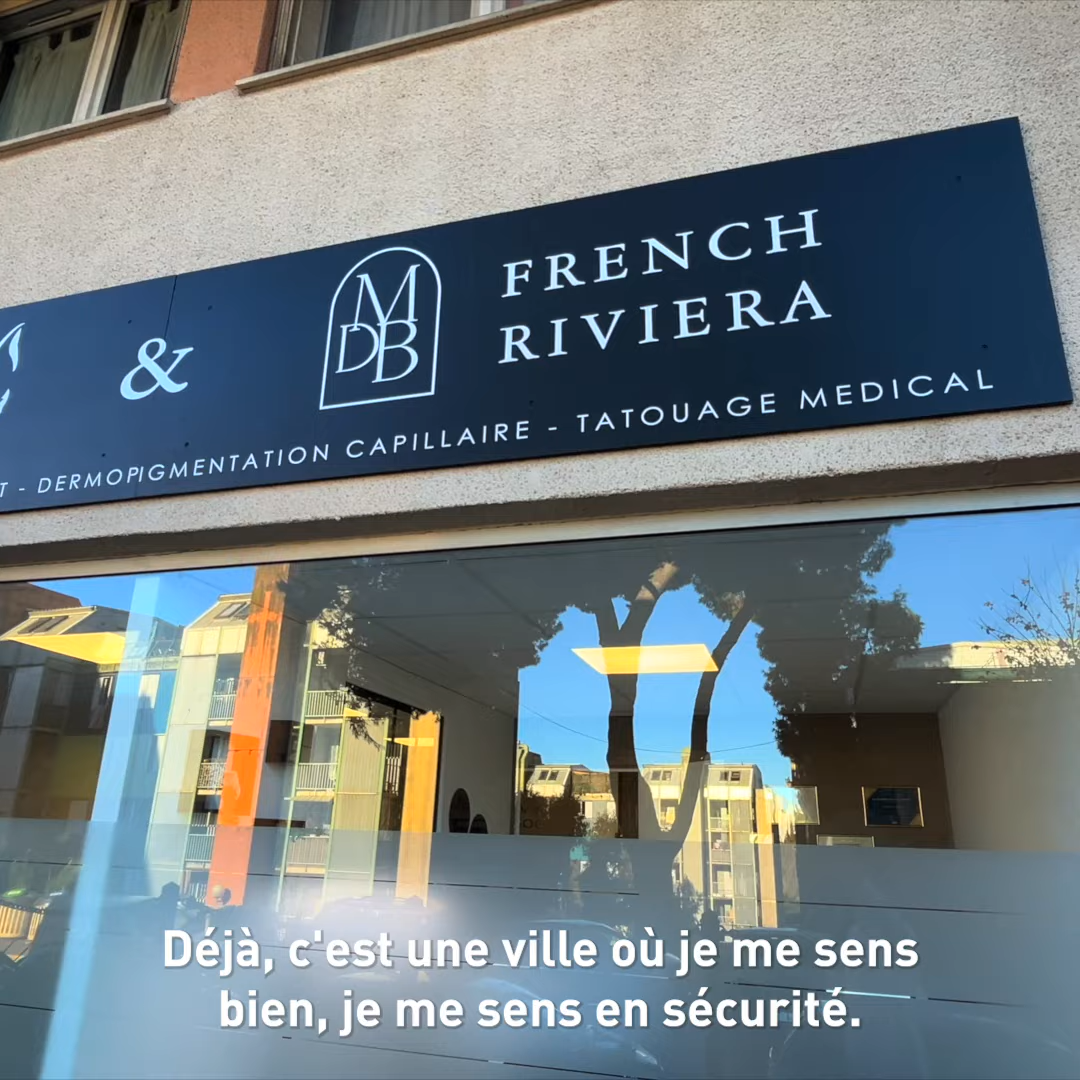 &
M
DB
FRENCH
RIVIERA
T - DERMOPIGMENTATION CAPILLAIRE - TATOUAGE MEDICAL
Déjà, c'est une ville où je me sens
bien, je me sens en sécurité.